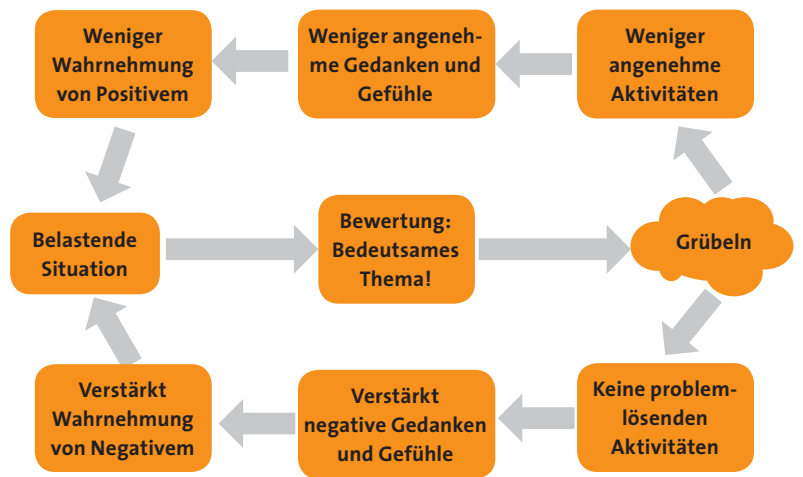 Weniger
Wahrnehmung
von Positivem
Weniger angeneh-
me Gedanken und
Gefühle
Weniger
angenehme
Aktivitäten
Belastende
Situation
Bewertung:
Bedeutsames
Thema!
Grübeln
Verstärkt
Wahrnehmung
von Negativem
Verstärkt
negative Gedanken
und Gefühle
Keine problem-
lösenden
Aktivitäten